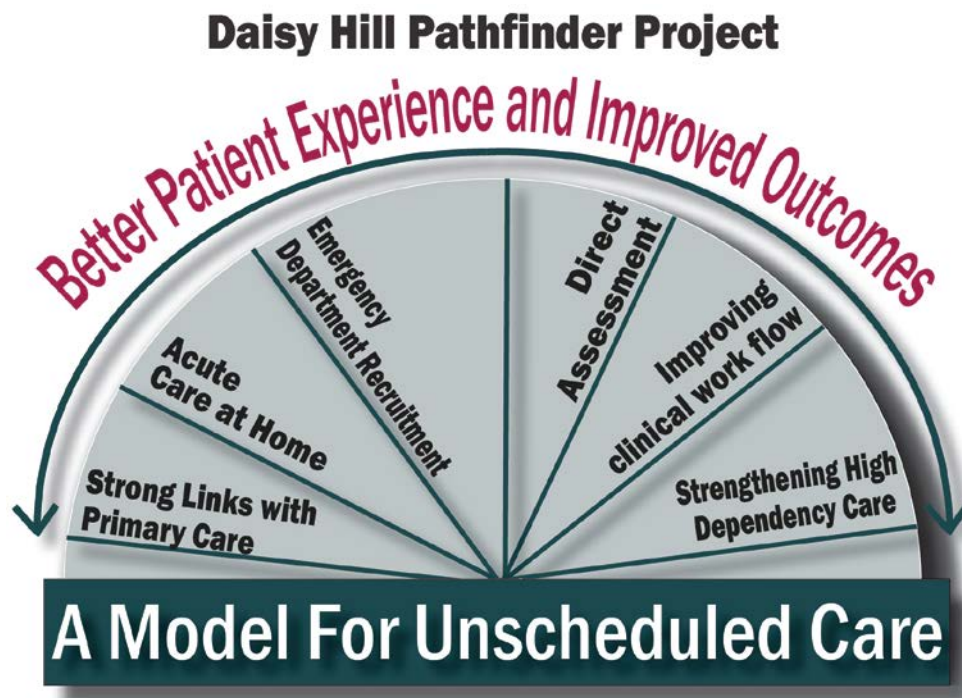 Daisy Hill Pathfinder Project
Better Patient Experience and Improved Outcomes
Strong Links with
Primary Care
Acute
Care at Home
Emergency
Department Recruitment
Direct
Assessment
Improving
clinical work flow
Strengthening High
Dependency Care
A Model For Unscheduled Care